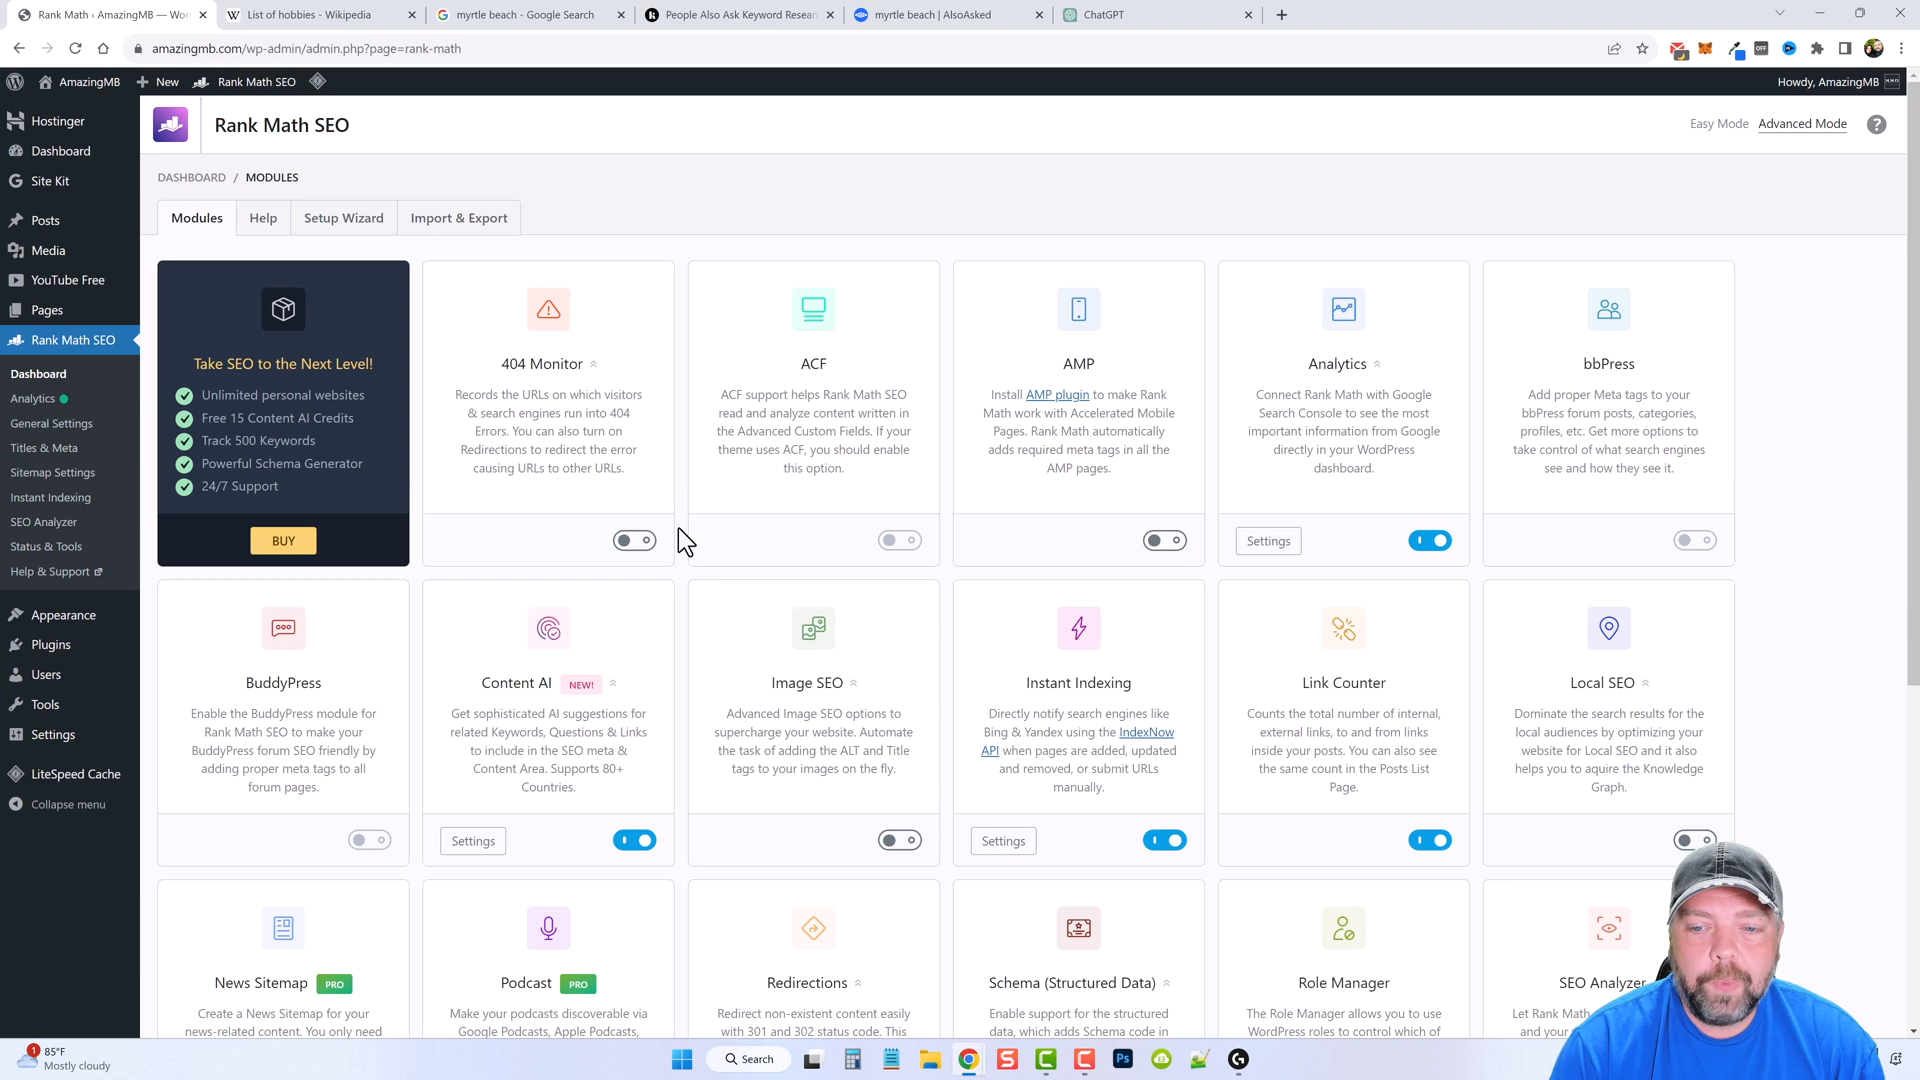 Rank Math ‹ AmazingMB — Wor
List of hobbies - Wikipedia
myrtle beach - Google Search
People Also Ask Keyword Resear
myrtle beach | AlsoAsked
ChatGPT
amazingmb.com/wp-admin/admin.php?page=rank-math
AmazingMB
New
Rank Math SEO
Howdy, AmazingMB
Hostinger
Dashboard
Site Kit
Posts
Media
YouTube Free
Pages
Rank Math SEO
Dashboard
Analytics
General Settings
Titles & Meta
Sitemap Settings
Instant Indexing
SEO Analyzer
Status & Tools
Help & Support
Appearance
Plugins
Users
Tools
Settings
LiteSpeed Cache
Collapse menu
Rank Math SEO
Easy Mode
Advanced Mode
?
DASHBOARD / MODULES
Modules
Help
Setup Wizard
Import & Export
Take SEO to the Next Level!
Unlimited personal websites
Free 15 Content AI Credits
Track 500 Keywords
Powerful Schema Generator
24/7 Support
BUY
404 Monitor
Records the URLs on which visitors
& search engines run into 404
Errors. You can also turn on
Redirections to redirect the error
causing URLs to other URLs.
ACF
ACF support helps Rank Math SEO
read and analyze content written in
the Advanced Custom Fields. If your
theme uses ACF, you should enable
this option.
AMP
Install AMP plugin to make Rank
Math work with Accelerated Mobile
Pages. Rank Math automatically
adds required meta tags in all the
AMP pages.
Analytics
Connect Rank Math with Google
Search Console to see the most
important information from Google
directly in your WordPress
dashboard.
Settings
bbPress
Add proper Meta tags to your
bbPress forum posts, categories,
profiles, etc. Get more options to
take control of what search engines
see and how they see it.
BuddyPress
Enable the BuddyPress module for
Rank Math SEO to make your
BuddyPress forum SEO friendly by
adding proper meta tags to all
forum pages.
Content AI NEW!
Get sophisticated AI suggestions for
related Keywords, Questions & Links
to include in the SEO meta &
Content Area. Supports 80+
Countries.
Settings
Image SEO
Advanced Image SEO options to
supercharge your website. Automate
the task of adding the ALT and Title
tags to your images on the fly.
Instant Indexing
Directly notify search engines like
Bing & Yandex using the IndexNow
API when pages are added, updated
and removed, or submit URLs
manually.
Settings
Link Counter
Counts the total number of internal,
external links, to and from links
inside your posts. You can also see
the same count in the Posts List
Page.
Local SEO
Dominate the search results for the
local audiences by optimizing your
website for Local SEO and it also
helps you to aquire the Knowledge
Graph.
News Sitemap PRO
Create a News Sitemap for your
news-related content. You only need
Podcast PRO
Make your podcasts discoverable via
Google Podcasts, Apple Podcasts,
Redirections
Redirect non-existent content easily
with 301 and 302 status code. This
Schema (Structured Data)
Enable support for the structured
data, which adds Schema code in
Role Manager
The Role Manager allows you to use
WordPress roles to control which of
SEO Analyzer
Let Rank Math
and your
1
85°F
Mostly cloudy
Search
Ps